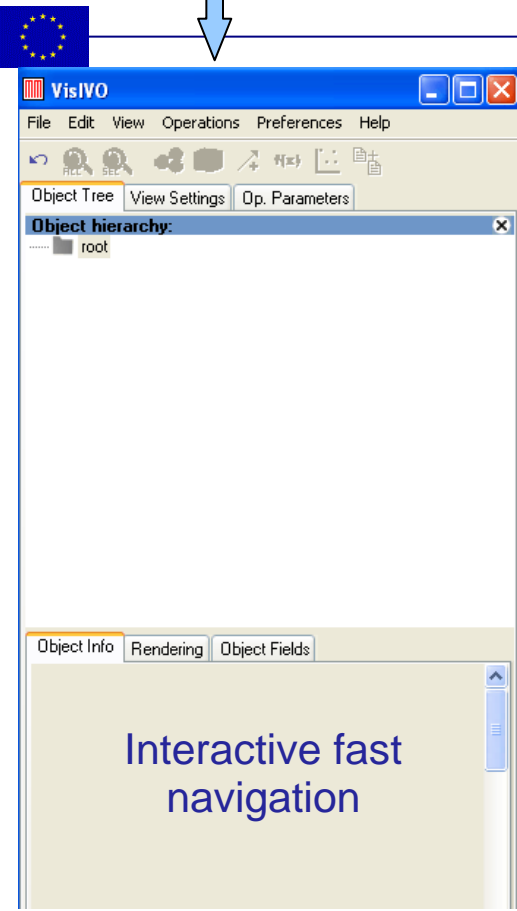 VisIVO
File Edit View Operations Preferences Help
ALL SEL f(x)
Object Tree View Settings Op. Parameters
Object hierarchy:
root
Object Info Rendering Object Fields
Interactive fast
navigation